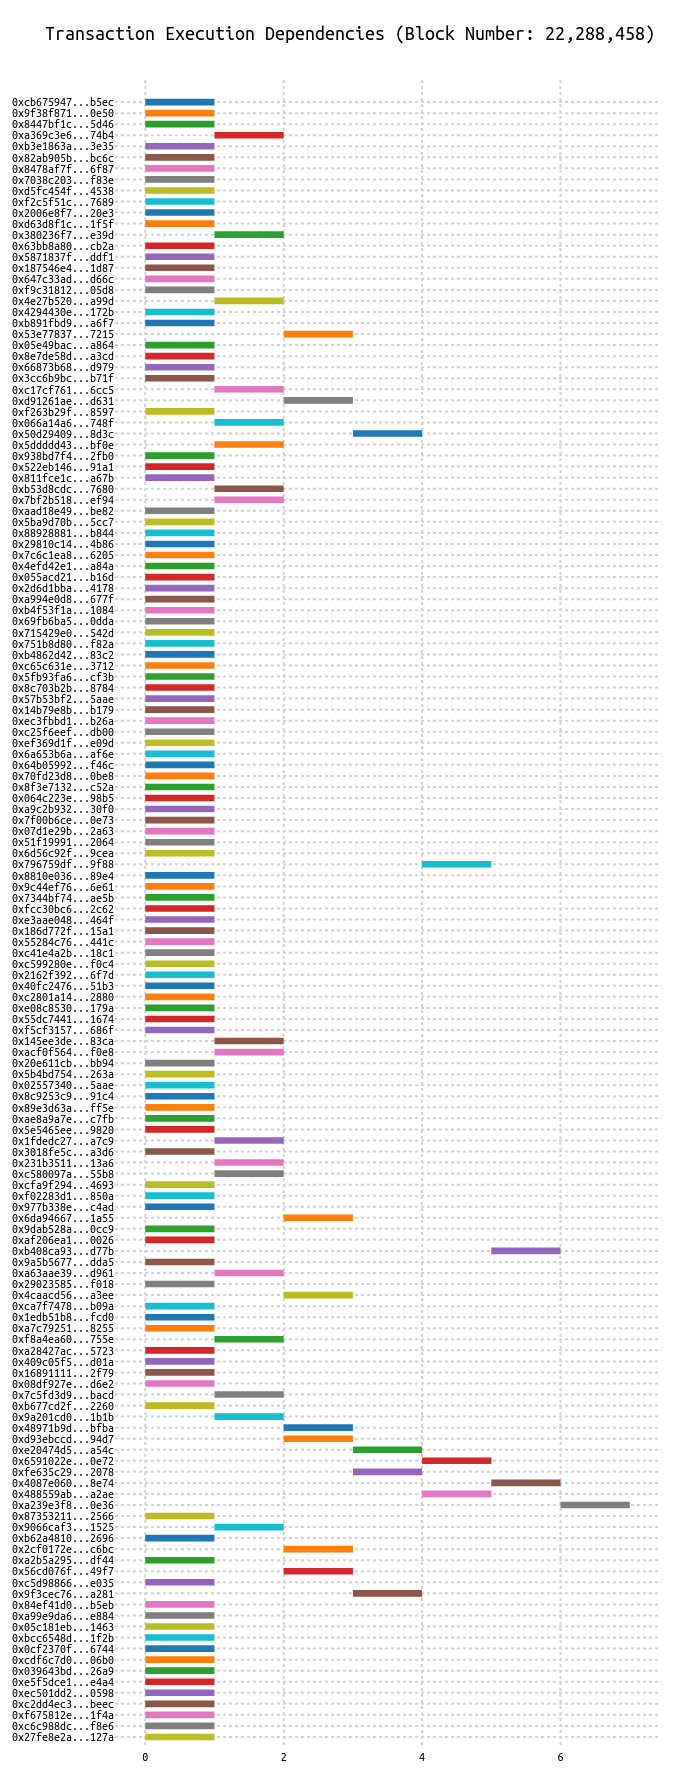 Transaction Execution Dependencies (Block Number: 22,288,458)
0xcb675947...b5ec
0x9f38f871...0e50
0x8447bf1c...5d46
0xa369c3e6...74b4
0xb3e1863a...3e35
0x82ab905b...bc6c
0x8478af7f...6f87
0x7038c203...f83e
0xd5fc454f...4538
0xf2c5f51c...7689
0x2006e8f7...20e3
0xd63d8f1c...1f5f
0x380236f7...e39d
0x63bb8a80...cb2a
0x5871837f...ddf1
0x187546e4...1d87
0x647c33ad...d66c
0xf9c31812...05d8
0x4e27b520...a99d
0x4294430e...172b
0xb891fbd9...a6f7
0x53e77837...7215
0x05e49bac...a864
0x8e7de58d...a3cd
0x66873b68...d979
0x3cc6b9bc...b71f
0xc17cf761...6cc5
0xd91261ae...d631
0xf263b29f...8597
0x066a14a6...748f
0x50d29409...8d3c
0x5ddddd43...bf0e
0x938bd7f4...2fb0
0x522eb146...91a1
0x811fce1c...a67b
0xb53d8cdc...7680
0x7bf2b518...ef94
0xaad18e49...be82
0x5ba9d70b...5cc7
0x88928881...b844
0x29810c14...4b86
0x7c6c1ea8...6205
0x4efd42e1...a84a
0x055acd21...b16d
0x2d6d1bba...4178
0xa994e0d8...677f
0xb4f53f1a...1084
0x69fb6ba5...0dda
0x715429e0...542d
0x751b8d80...f82a
0xb4862d42...83c2
0xc65c631e...3712
0x5fb93fa6...cf3b
0x8c703b2b...8784
0x57b53bf2...5aae
0x14b79e8b...b179
0xec3fbbd1...b26a
0xc25f6eef...db00
0xef369d1f...e09d
0x6a653b6a...af6e
0x64b05992...f46c
0x70fd23d8...0be8
0x8f3e7132...c52a
0x064c223e...98b5
0xa9c2b932...30f0
0x7f00b6ce...0e73
0x07d1e29b...2a63
0x51f19991...2064
0x6d56c92f...9cea
0x796759df...9f88
0x8810e036...89e4
0x9c44ef76...6e61
0x7344bf74...ae5b
0xfcc30bc6...2c62
0xe3aae048...464f
0x186d772f...15a1
0x55284c76...441c
0xc41e4a2b...18c1
0xc599280e...f0c4
0x2162f392...6f7d
0x40fc2476...51b3
0xc2801a14...2880
0xe08c8530...179a
0x55dc7441...1674
0xf5cf3157...686f
0x145ee3de...83ca
0xacf0f564...f0e8
0x20e611cb...bb94
0x5b4bd754...263a
0x02557340...5aae
0x8c9253c9...91c4
0x89e3d63a...ff5e
0xae8a9a7e...c7fb
0x5e5465ee...9820
0x1fdedc27...a7c9
0x3018fe5c...a3d6
0x231b3511...13a6
0xc580097a...55b8
0xcfa9f294...4693
0xf02283d1...850a
0x977b338e...c4ad
0x6da94667...1a55
0x9dab528a...0cc9
0xaf206ea1...0026
0xb408ca93...d77b
0x9a5b5677...dda5
0xa63aae39...d961
0x29023585...f018
0x4caacd56...a3ee
0xca7f7478...b09a
0x1edb51b8...fcd0
0xa7c79251...8255
0xf8a4ea60...755e
0xa28427ac...5723
0x409c05f5...d01a
0x16891111...2f79
0x08df927e...d6e2
0x7c5fd3d9...bacd
0xb677cd2f...2260
0x9a201cd0...1b1b
0x48971b9d...bfba
0xd93ebccd...94d7
0xe20474d5...a54c
0x6591022e...0e72
0xfe635c29...2078
0x4087e060...8e74
0x488559ab...a2ae
0xa239e3f8...0e36
0x87353211...2566
0x9066caf3...1525
0xb62a4810...2696
0x2cf0172e...c6bc
0xa2b5a295...df44
0x56cd076f...49f7
0xc5d98866...e035
0x9f3cec76...a281
0x84ef41d0...b5eb
0xa99e9da6...e884
0x05c181eb...1463
0xbcc6548d...1f2b
0x0cf2370f...6744
0xcdf6c7d0...06b0
0x039643bd...26a9
0xe5f5dce1...e4a4
0xec501dd2...0598
0xc2dd4ec3...beec
0xf675812e...1f4a
0xc6c988dc...f8e6
0x27fe8e2a...127a
0 2 4 6